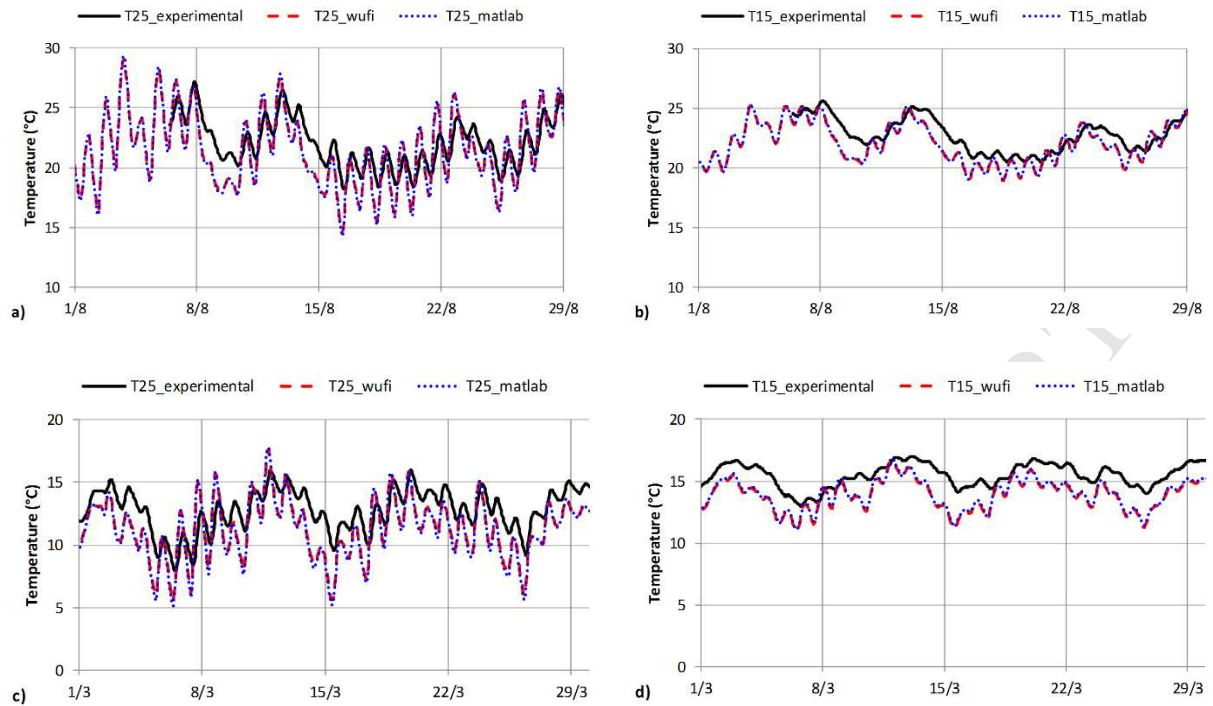 T25_experimental T25_wufi T25_matlab
Temperature (°C)
30
25
20
15
10
1/8 8/8 15/8 22/8 29/8
a)
T15_experimental T15_wufi T15_matlab
Temperature (°C)
30
25
20
15
10
1/8 8/8 15/8 22/8 29/8
b)
T25_experimental T25_wufi T25_matlab
Temperature (°C)
20
15
10
5
0
1/3 8/3 15/3 22/3 29/3
c)
T15_experimental T15_wufi T15_matlab
Temperature (°C)
20
15
10
5
0
1/3 8/3 15/3 22/3 29/3
d)